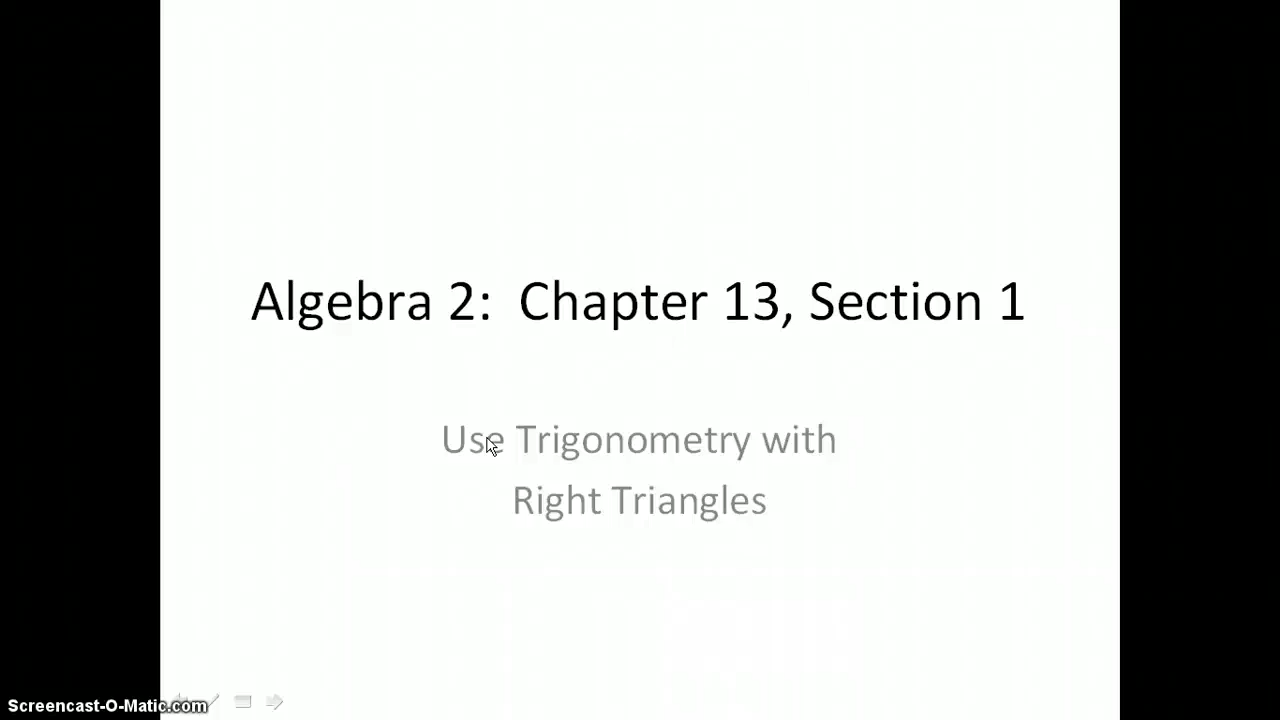 Algebra 2:  Chapter 13, Section 1
Use Trigonometry with
Right Triangles
Screencast-O-Matic.com